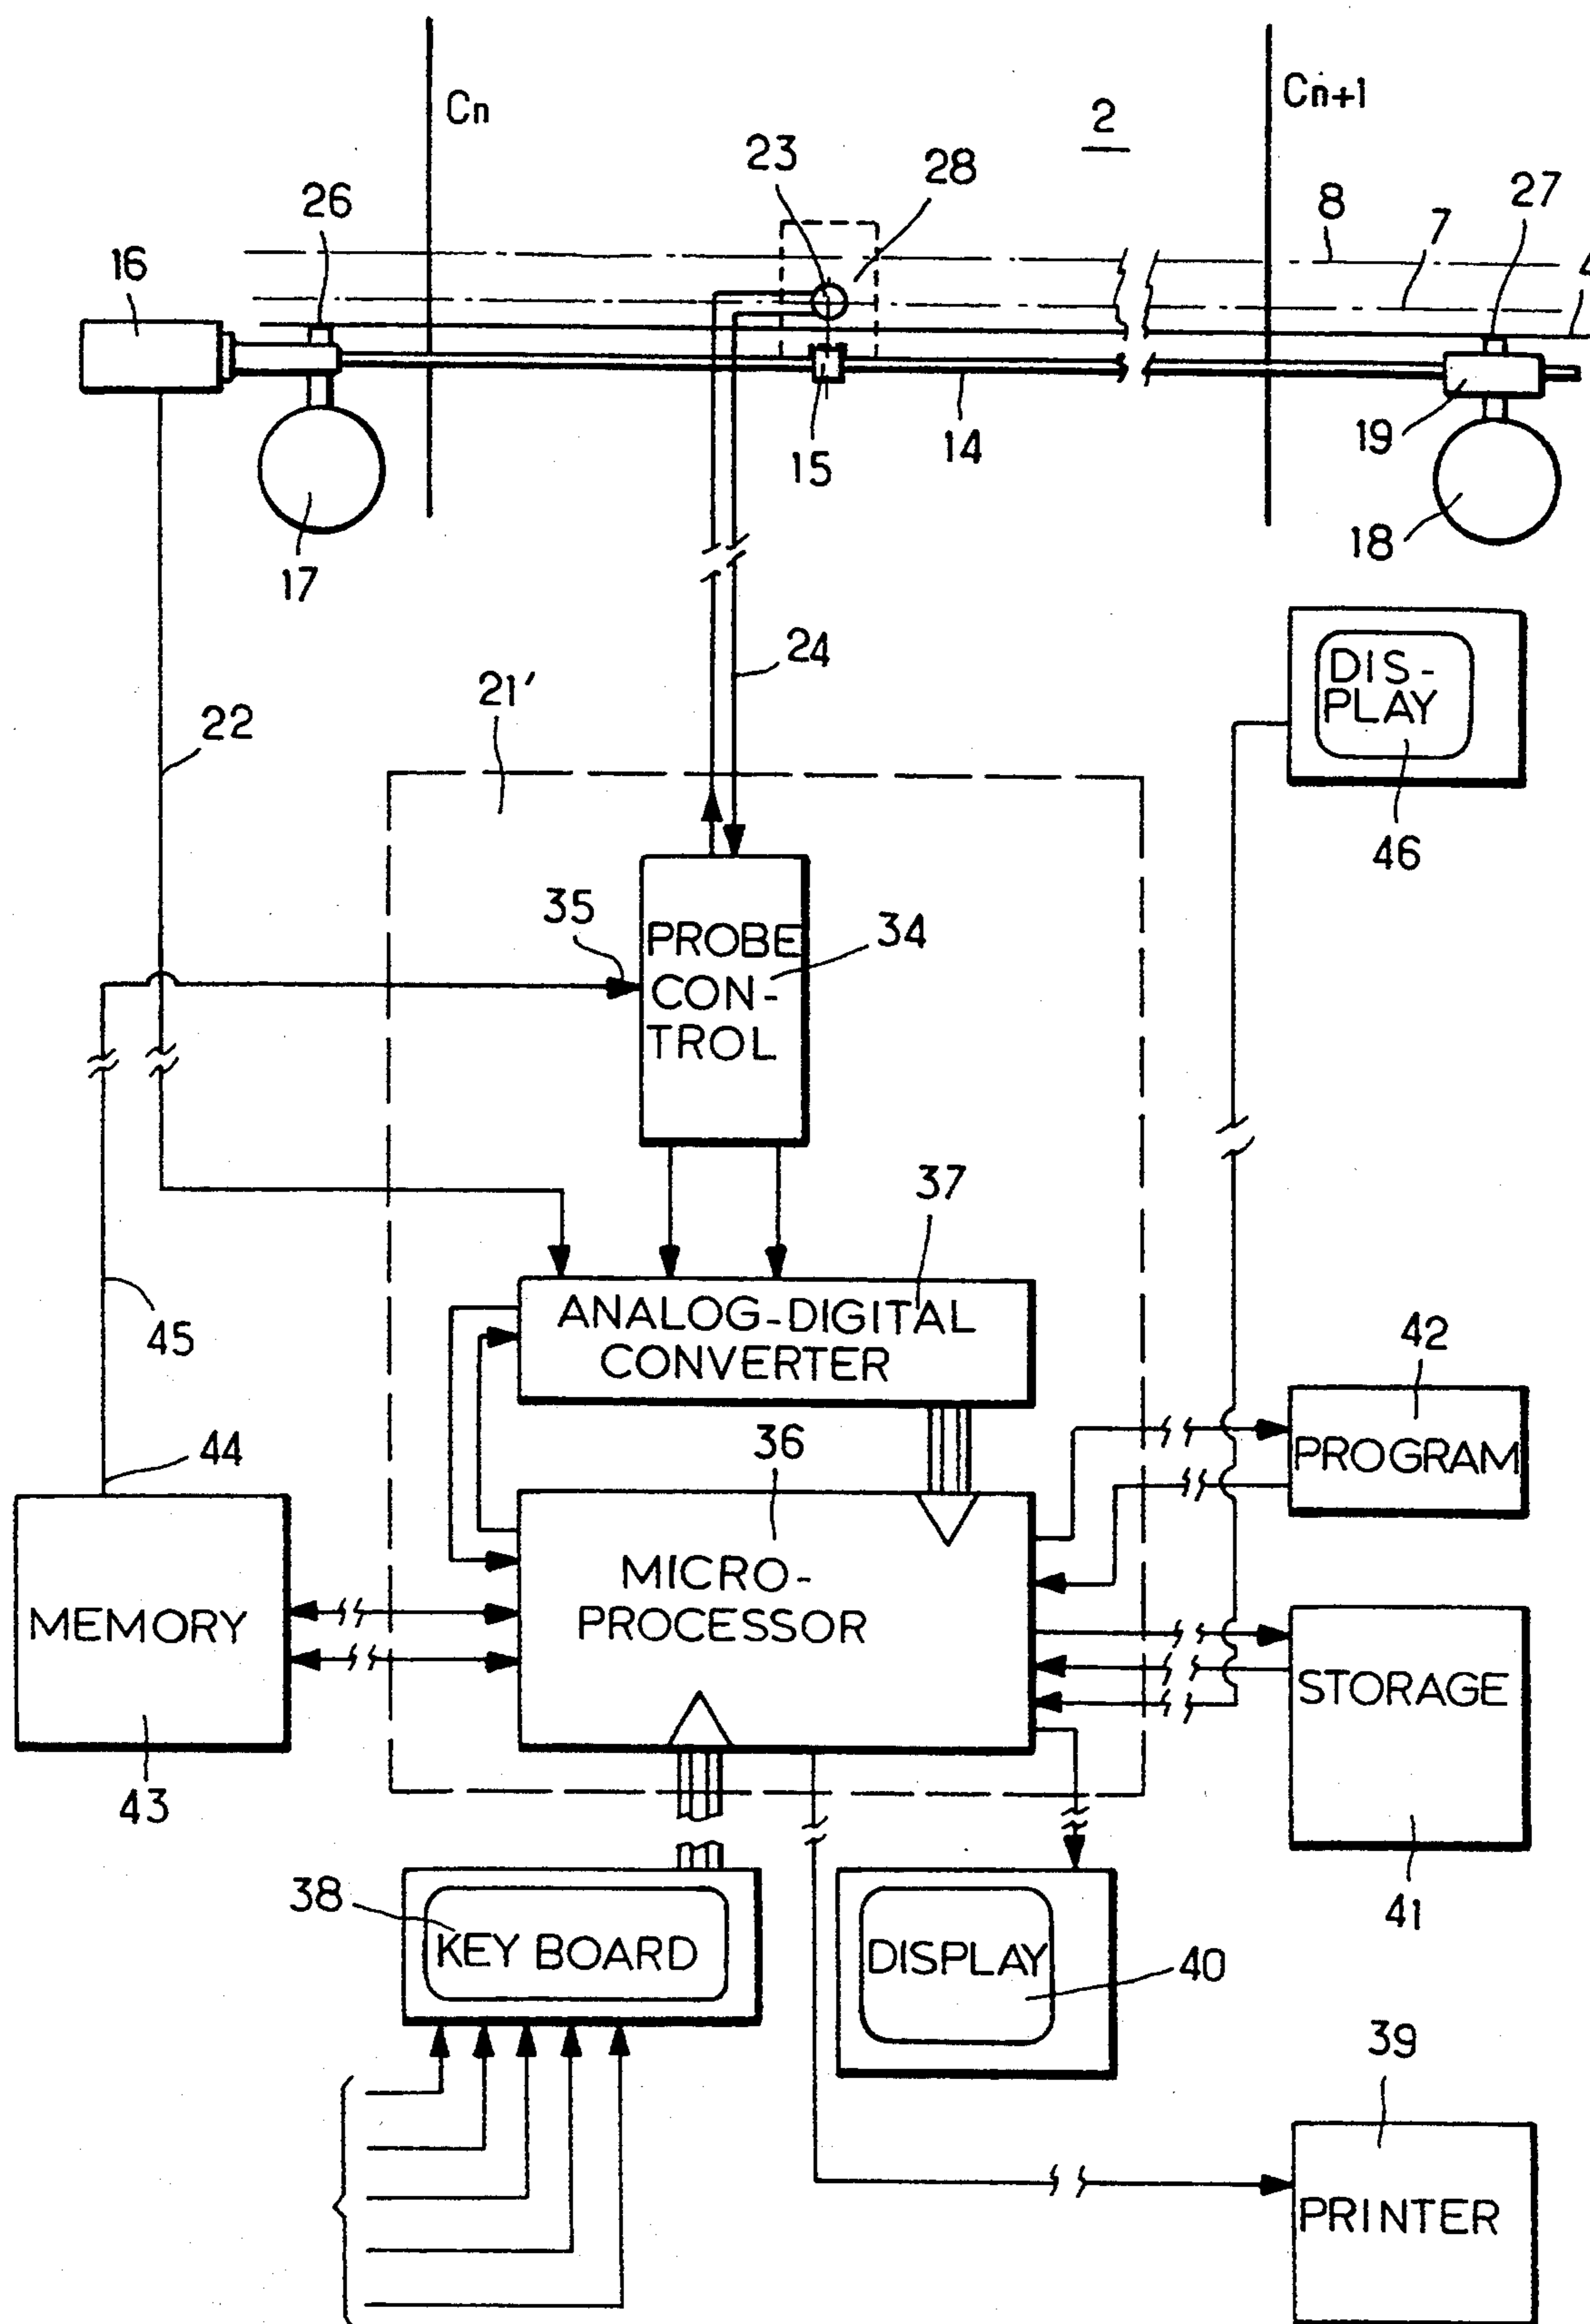 Cn
Cn+1
2
23
28
26
8
7
27
4
16
15
14
19
17
18
24
21'
22
DIS-
PLAY
46
35
34
PROBE
CON-
TROL
37
ANALOG-DIGITAL
CONVERTER
45
42
PROGRAM
44
36
MICRO-
PROCESSOR
MEMORY
43
STORAGE
41
38
KEY BOARD
DISPLAY
40
39
PRINTER